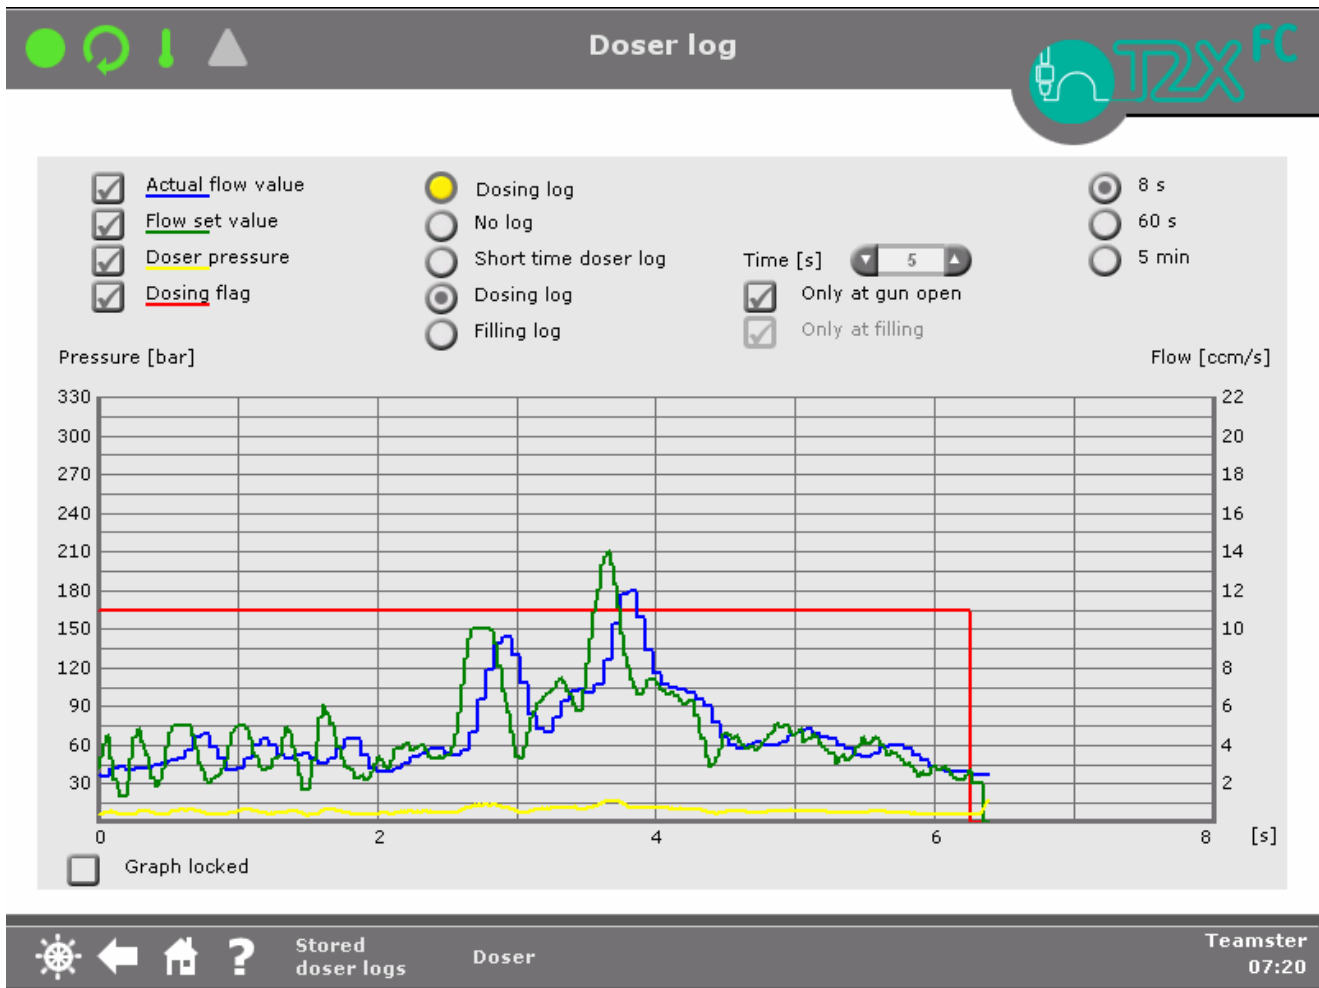 Doser log
T2X FC
Actual flow value
Flow set value
Doser pressure
Dosing flag
Dosing log
No log
Short time doser log
Dosing log
Filling log
Time [s] 5
Only at gun open
Only at filling
8 s
60 s
5 min
Pressure [bar]
Flow [ccm/s]
330
300
270
240
210
180
150
120
90
60
30
22
20
18
16
14
12
10
8
6
4
2
0 2 4 6 8 [s]
Graph locked
?
Stored
doser logs
Doser
Teamster
07:20